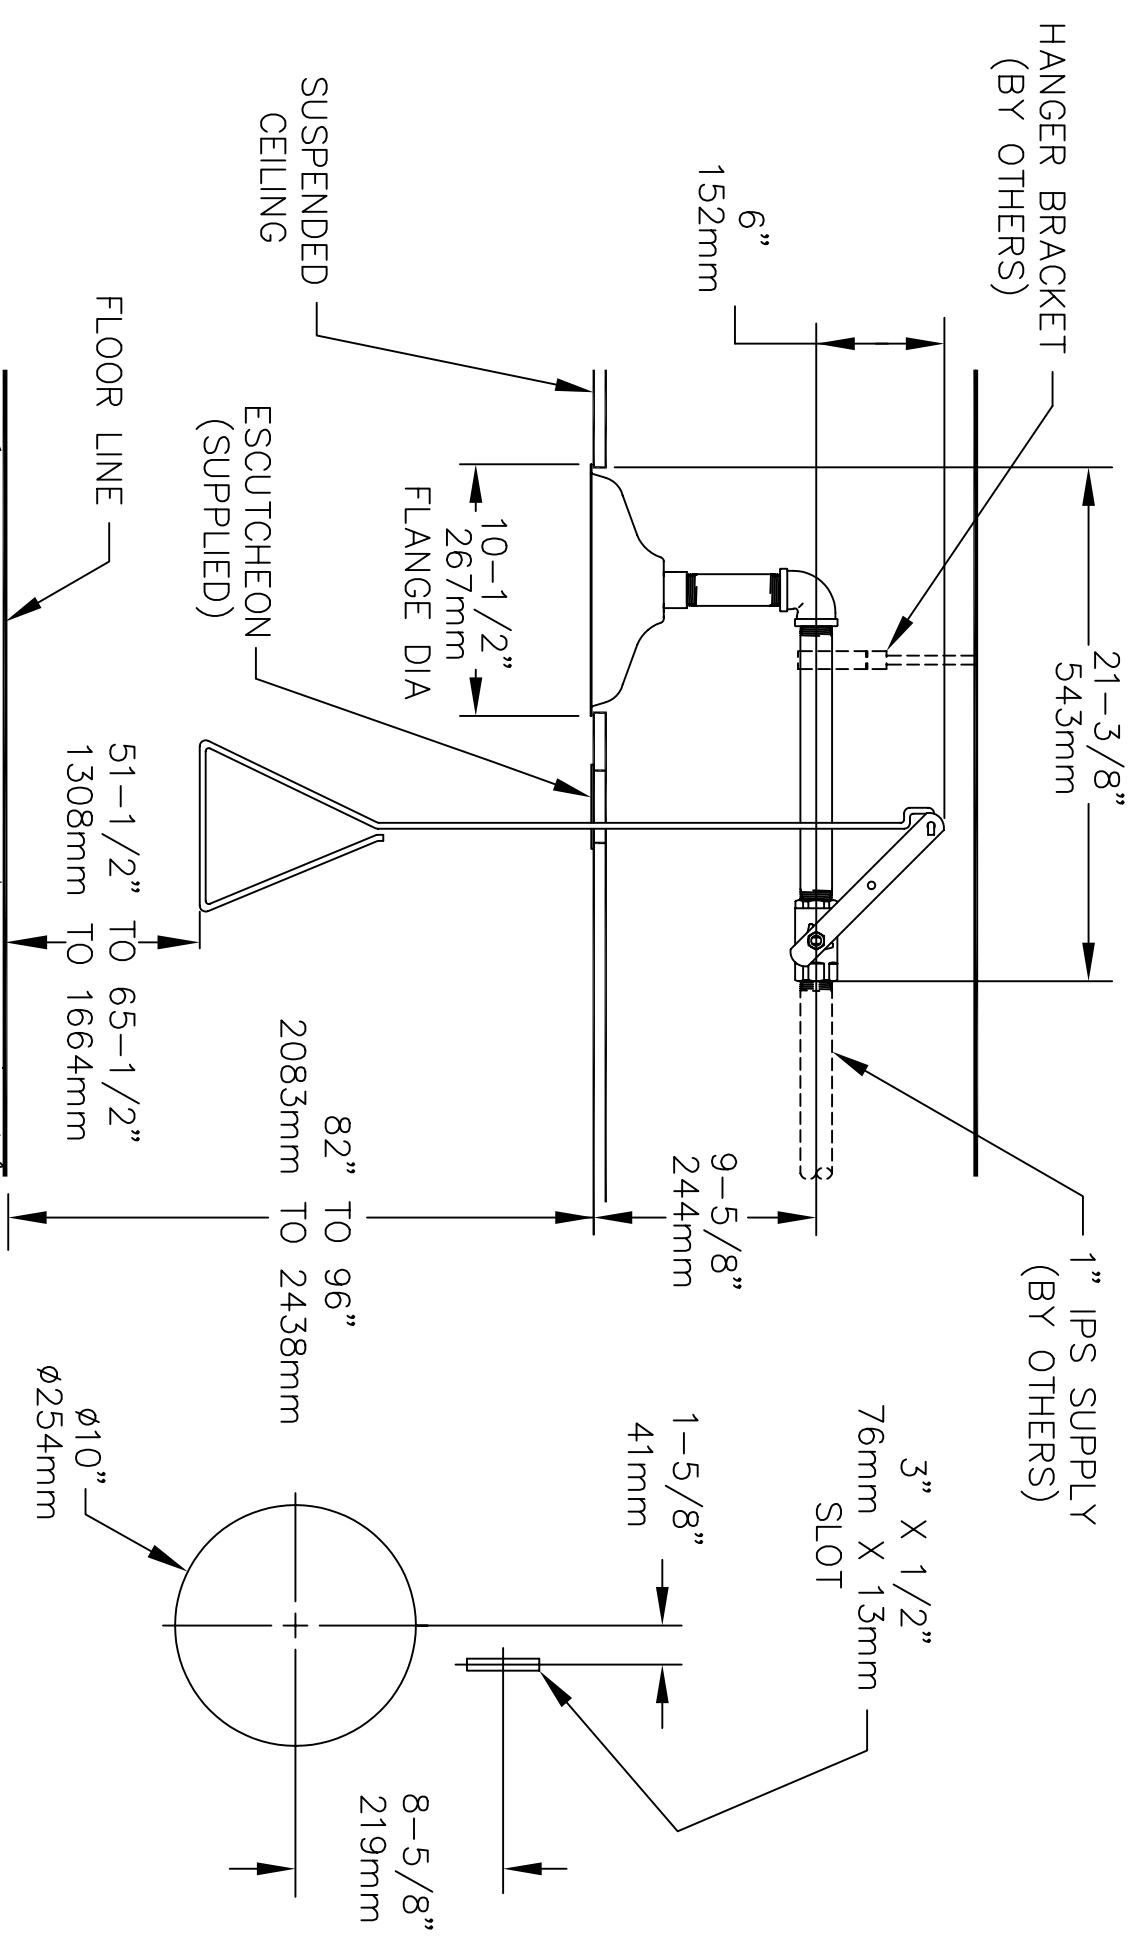 HANGER BRACKET
(BY OTHERS)
6”
152mm
21-3/8”
543mm
1” IPS SUPPLY
(BY OTHERS)
SUSPENDED
CEILING
10-1/2”
267mm
FLANGE DIA
ESCUTCHEON
(SUPPLIED)
FLOOR LINE
51-1/2” TO 65-1/2”
1308mm TO 1664mm
9-5/8”
244mm
82” TO 96”
2083mm TO 2438mm
3” X 1/2”
76mm X 13mm
SLOT
1-5/8”
41mm
Ø10”
Ø254mm
8-5/8”
219mm